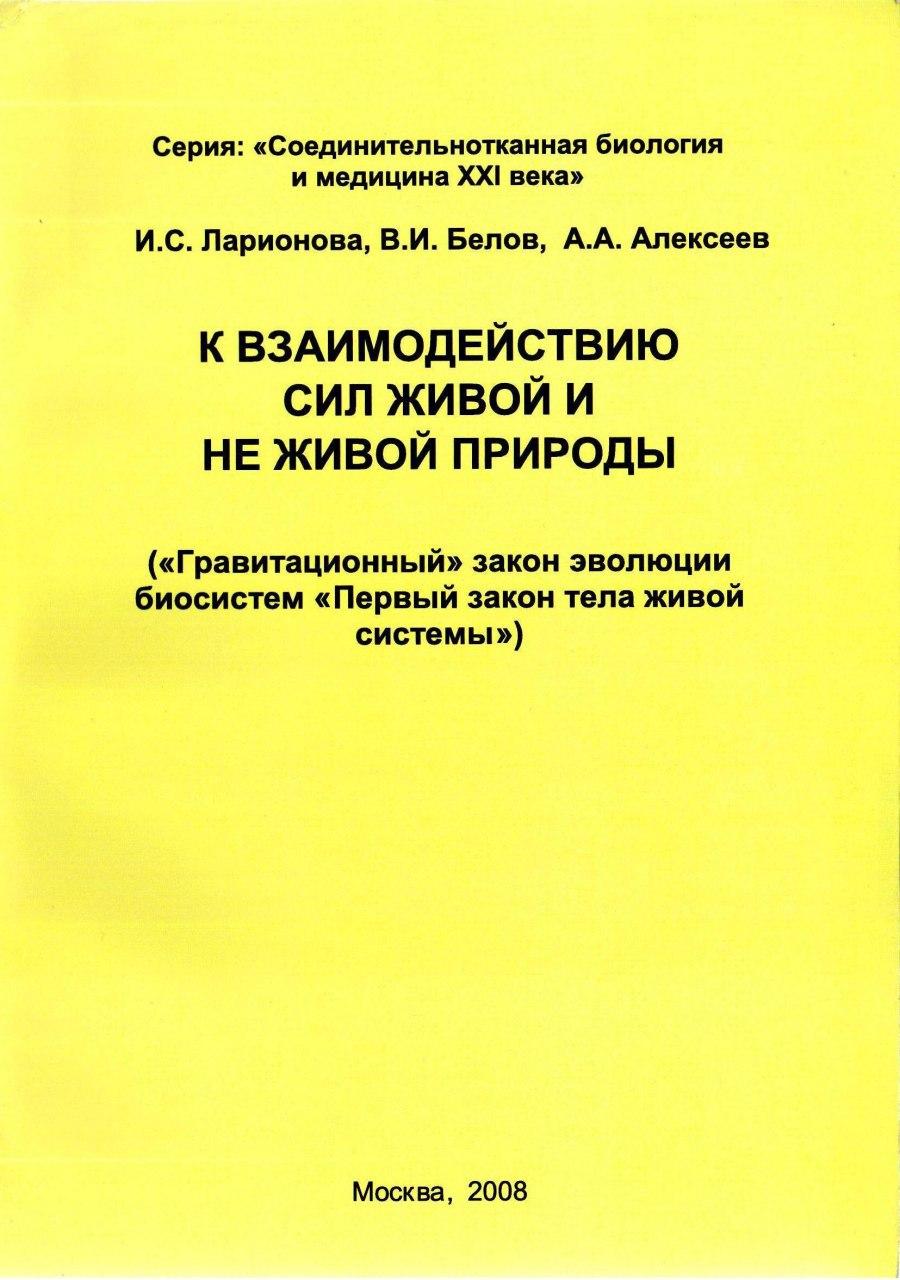 Серия: «Соединительнотканная биология
и медицина XXI века»
И.С. Ларионова, В.И. Белов, А.А. Алексеев
К ВЗАИМОДЕЙСТВИЮ
СИЛ ЖИВОЙ И
НЕ ЖИВОЙ ПРИРОДЫ
(«Гравитационный» закон эволюции
биосистем «Первый закон тела живой
системы»)
Москва, 2008